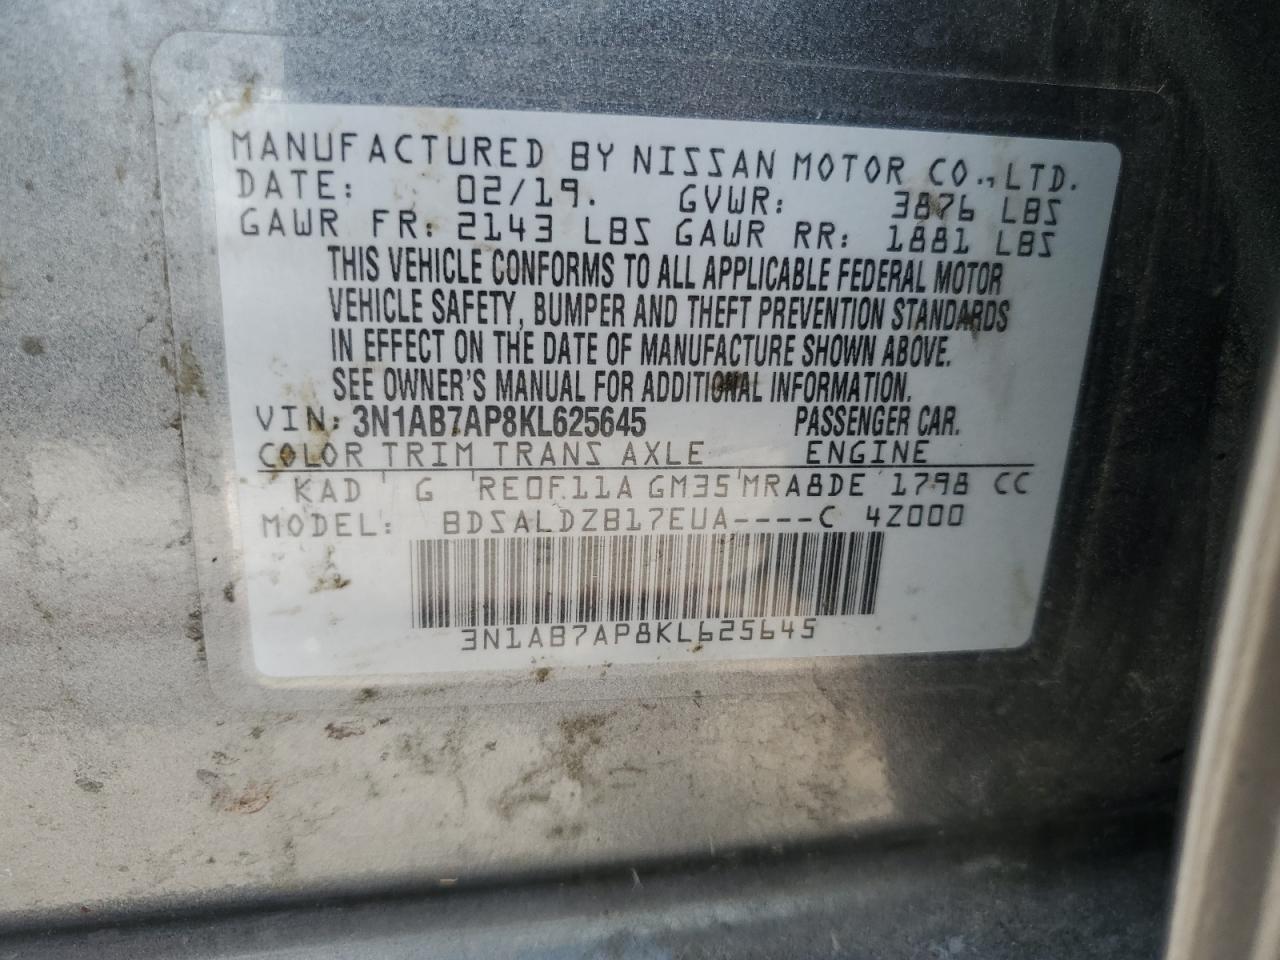 MANUFACTURED BY NISSAN MOTOR CO., LTD.
DATE: 02/19. GVWR: 3876 LBS
GAWR FR: 2143 LBS GAWR RR: 1881 LBS
THIS VEHICLE CONFORMS TO ALL APPLICABLE FEDERAL MOTOR
VEHICLE SAFETY, BUMPER AND THEFT PREVENTION STANDARDS
IN EFFECT ON THE DATE OF MANUFACTURE SHOWN ABOVE.
SEE OWNER'S MANUAL FOR ADDITIONAL INFORMATION.
VIN: 3N1AB7AP8KL625645 PASSENGER CAR.
COLOR TRIM TRANS AXLE ENGINE
KAD G RE0F11A GM35 MRA8DE 1798 CC
MODEL: BDSALDZB17EUA----C 4Z000
3N1AB7AP8KL625645